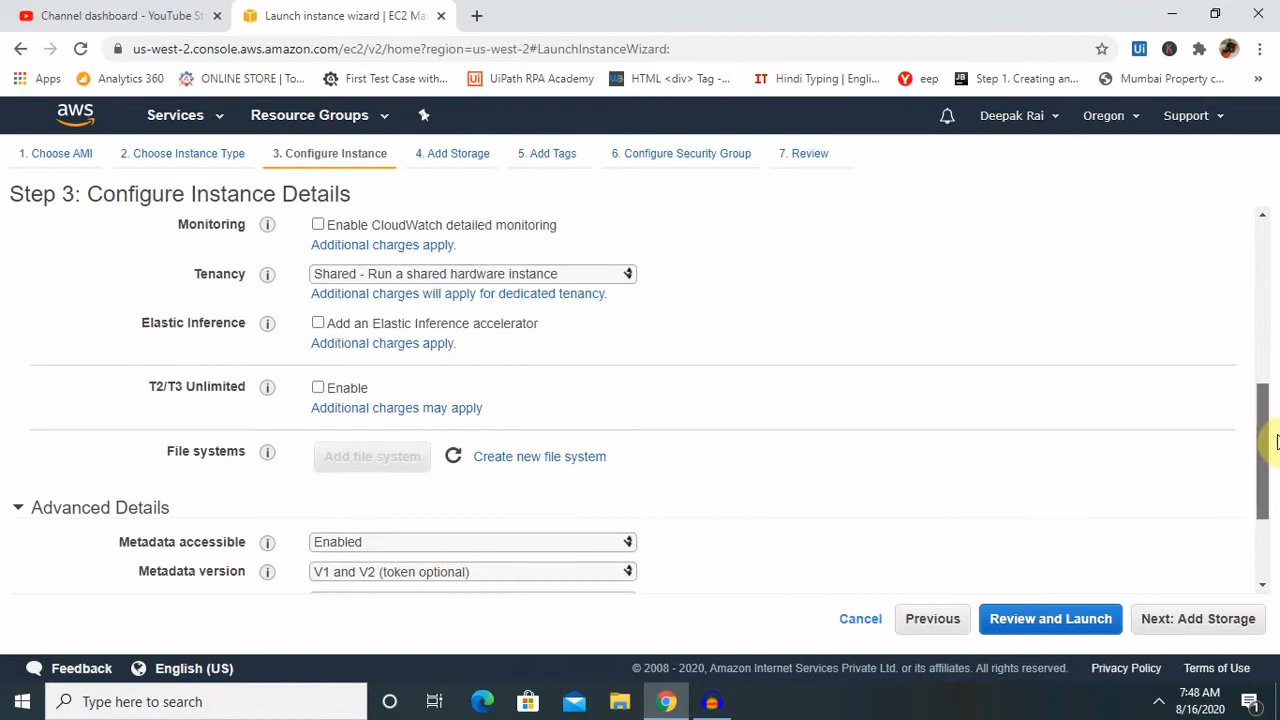 Channel dashboard - YouTube St
Launch instance wizard | EC2 Ma
us-west-2.console.aws.amazon.com/ec2/v2/home?region=us-west-2#LaunchInstanceWizard:
Apps
Analytics 360
ONLINE STORE | To...
First Test Case with...
UiPath RPA Academy
HTML <div> Tag -...
Hindi Typing | Engli...
eep
Step 1. Creating an...
Mumbai Property c...
»
aws
Services
Resource Groups
Deepak Rai
Oregon
Support
1. Choose AMI
2. Choose Instance Type
3. Configure Instance
4. Add Storage
5. Add Tags
6. Configure Security Group
7. Review
Step 3: Configure Instance Details
Monitoring
Enable CloudWatch detailed monitoring
Additional charges apply.
Tenancy
Shared - Run a shared hardware instance
Additional charges will apply for dedicated tenancy.
Elastic Inference
Add an Elastic Inference accelerator
Additional charges apply.
T2/T3 Unlimited
Enable
Additional charges may apply
File systems
Add file system
Create new file system
Advanced Details
Metadata accessible
Enabled
Metadata version
V1 and V2 (token optional)
Cancel
Previous
Review and Launch
Next: Add Storage
Feedback
English (US)
© 2008 - 2020, Amazon Internet Services Private Ltd. or its affiliates. All rights reserved.
Privacy Policy
Terms of Use
Type here to search
7:48 AM
8/16/2020